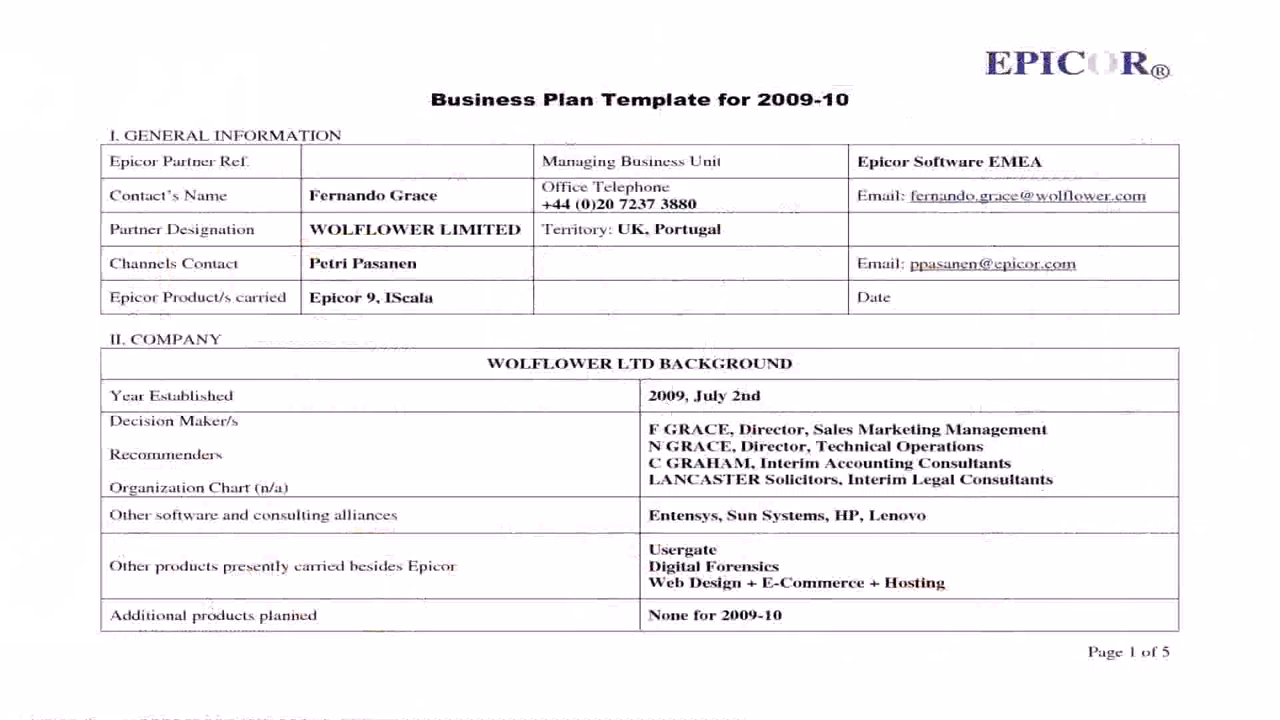 EPICOR®
Business Plan Template for 2009-10
I. GENERAL INFORMATION
Epicor Partner Ref. Managing Business Unit Epicor Software EMEA
Contact's Name Fernando Grace Office Telephone +44 (0)20 7237 3880 Email: fernando.grace@wolflower.com
Partner Designation WOLFLOWER LIMITED Territory: UK, Portugal
Channels Contact Petri Pasanen Email: ppasanen@epicor.com
Epicor Product/s carried Epicor 9, IScala Date
II. COMPANY
WOLFLOWER LTD BACKGROUND
Year Established 2009, July 2nd
Decision Maker/s
Recommenders
Organization Chart (n/a)
F GRACE, Director, Sales Marketing Management
N GRACE, Director, Technical Operations
C GRAHAM, Interim Accounting Consultants
LANCASTER Solicitors, Interim Legal Consultants
Other software and consulting alliances Entensys, Sun Systems, HP, Lenovo
Other products presently carried besides Epicor
Usergate
Digital Forensics
Web Design + E-Commerce + Hosting
Additional products planned None for 2009-10
Page 1 of 5